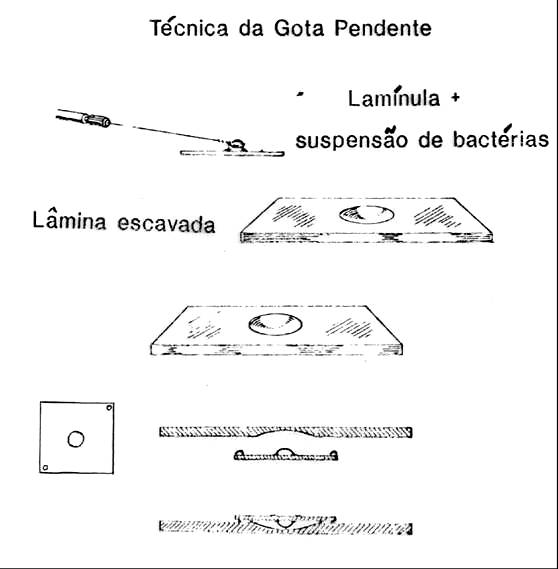 Técnica da Gota Pendente
Lamínula +
suspensão de bactérias
Lâmina escavada